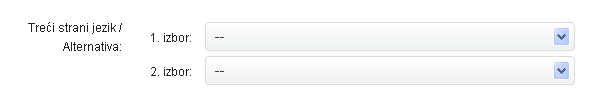 Treći strani jezik /
Alternativa:
1. izbor: --
2. izbor: --